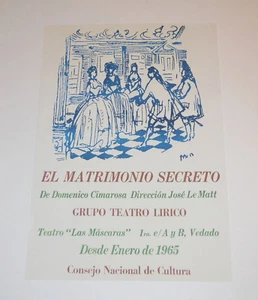 EL MATRIMONIO SECRETO
De Domenico Cimarosa Dirección José Le Matt
GRUPO TEATRO LIRICO
Teatro "Las Máscaras" 1ra. e/A y B, Vedado
Desde Enero de 1965
Consejo Nacional de Cultura